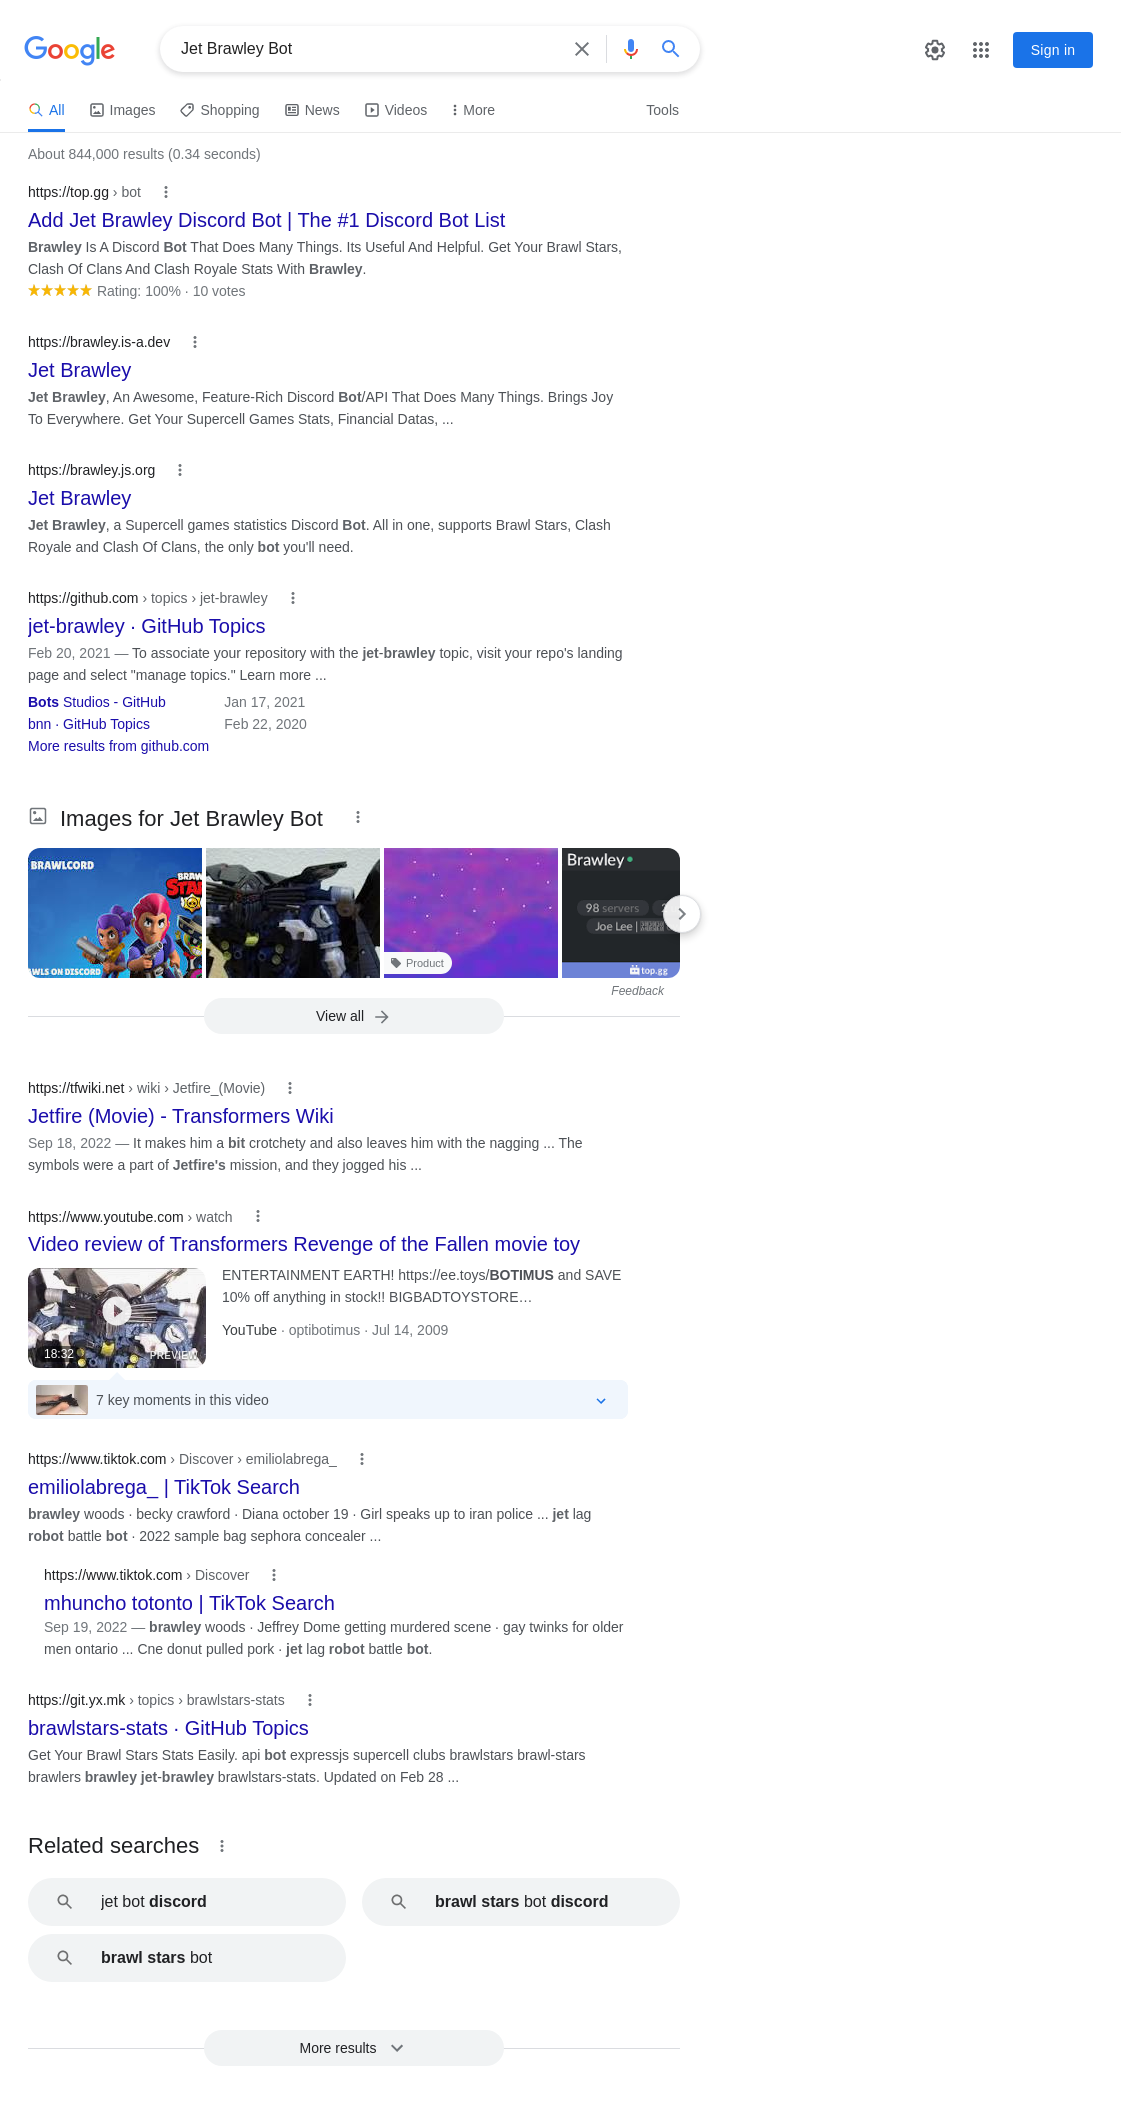 Google
Jet Brawley Bot
Sign in
All
Images
Shopping
News
Videos
More
Tools
About 844,000 results (0.34 seconds)
https://top.gg › bot
Add Jet Brawley Discord Bot | The #1 Discord Bot List
Brawley Is A Discord Bot That Does Many Things. Its Useful And Helpful. Get Your Brawl Stars,
Clash Of Clans And Clash Royale Stats With Brawley.
Rating: 100% · 10 votes
https://brawley.is-a.dev
Jet Brawley
Jet Brawley, An Awesome, Feature-Rich Discord Bot/API That Does Many Things. Brings Joy
To Everywhere. Get Your Supercell Games Stats, Financial Datas, ...
https://brawley.js.org
Jet Brawley
Jet Brawley, a Supercell games statistics Discord Bot. All in one, supports Brawl Stars, Clash
Royale and Clash Of Clans, the only bot you'll need.
https://github.com › topics › jet-brawley
jet-brawley · GitHub Topics
Feb 20, 2021 — To associate your repository with the jet-brawley topic, visit your repo's landing
page and select "manage topics." Learn more ...
Bots Studios - GitHub Jan 17, 2021
bnn · GitHub Topics Feb 22, 2020
More results from github.com
Images for Jet Brawley Bot
BRAWLCORD
BRAW
STAR
AWLS ON DISCORD
Product
Brawley
98 servers
Joe Lee |
top.gg
Feedback
View all
https://tfwiki.net › wiki › Jetfire_(Movie)
Jetfire (Movie) - Transformers Wiki
Sep 18, 2022 — It makes him a bit crotchety and also leaves him with the nagging ... The
symbols were a part of Jetfire's mission, and they jogged his ...
https://www.youtube.com › watch
Video review of Transformers Revenge of the Fallen movie toy
ENTERTAINMENT EARTH! https://ee.toys/BOTIMUS and SAVE
10% off anything in stock!! BIGBADTOYSTORE…
YouTube · optibotimus · Jul 14, 2009
18:32
PREVIEW
7 key moments in this video
https://www.tiktok.com › Discover › emiliolabrega_
emiliolabrega_ | TikTok Search
brawley woods · becky crawford · Diana october 19 · Girl speaks up to iran police ... jet lag
robot battle bot · 2022 sample bag sephora concealer ...
https://www.tiktok.com › Discover
mhuncho totonto | TikTok Search
Sep 19, 2022 — brawley woods · Jeffrey Dome getting murdered scene · gay twinks for older
men ontario ... Cne donut pulled pork · jet lag robot battle bot.
https://git.yx.mk › topics › brawlstars-stats
brawlstars-stats · GitHub Topics
Get Your Brawl Stars Stats Easily. api bot expressjs supercell clubs brawlstars brawl-stars
brawlers brawley jet-brawley brawlstars-stats. Updated on Feb 28 ...
Related searches
jet bot discord
brawl stars bot discord
brawl stars bot
More results